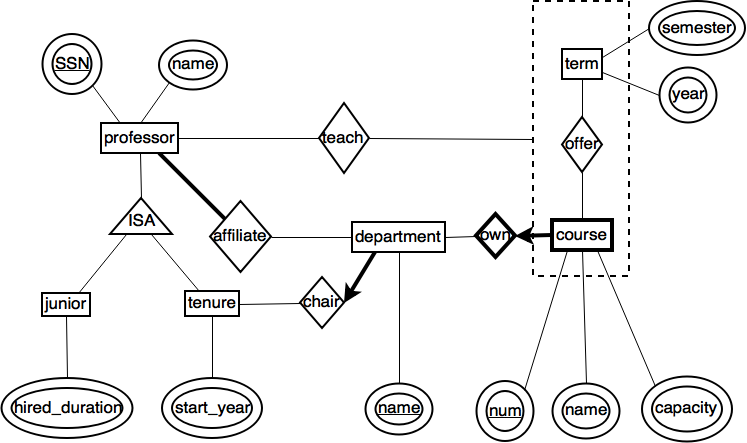 semester
SSN
name
term
year
professor
teach
offer
ISA
affiliate
department
own
course
junior
tenure
chair
hired_duration
start_year
name
num
name
capacity